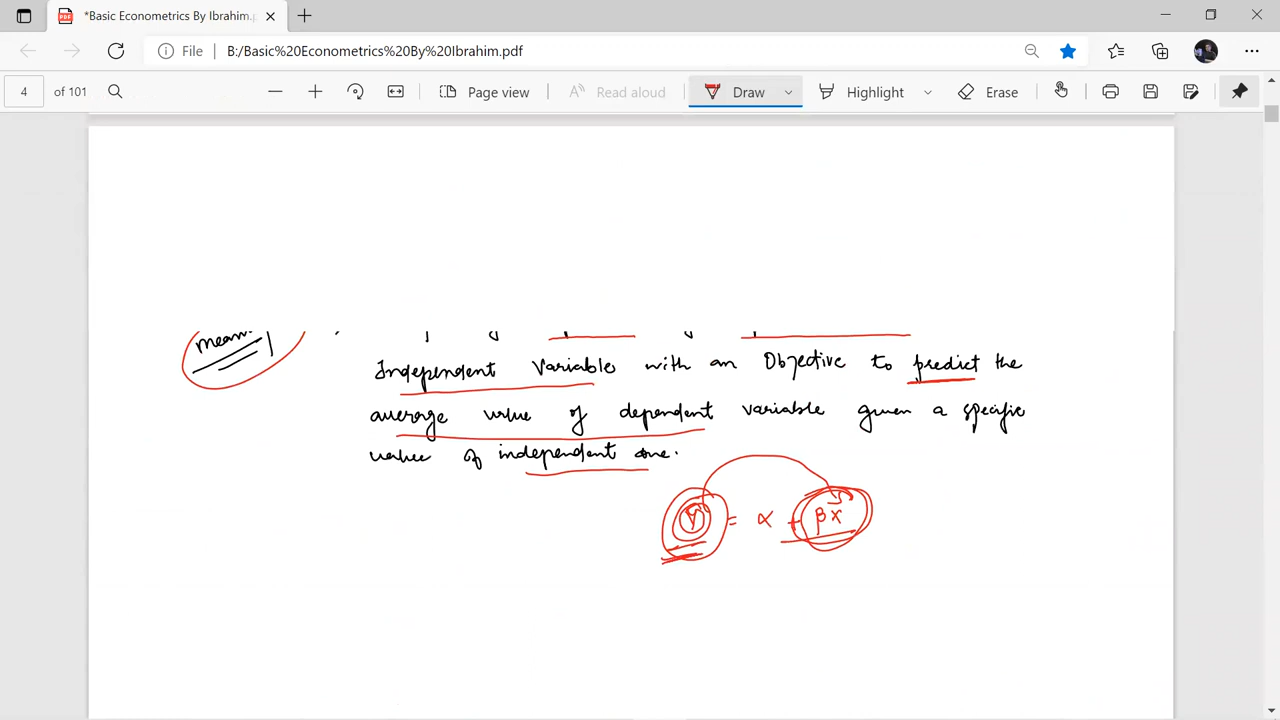 *Basic Econometrics By Ibrahim.p
File B:/Basic%20Econometrics%20By%20Ibrahim.pdf
4 of 101 Page view Read aloud Draw Highlight Erase
meaning
Independent Variable with an Objective to predict the
average value of dependent variable given a specific
value of independent one.
Y = α + βX